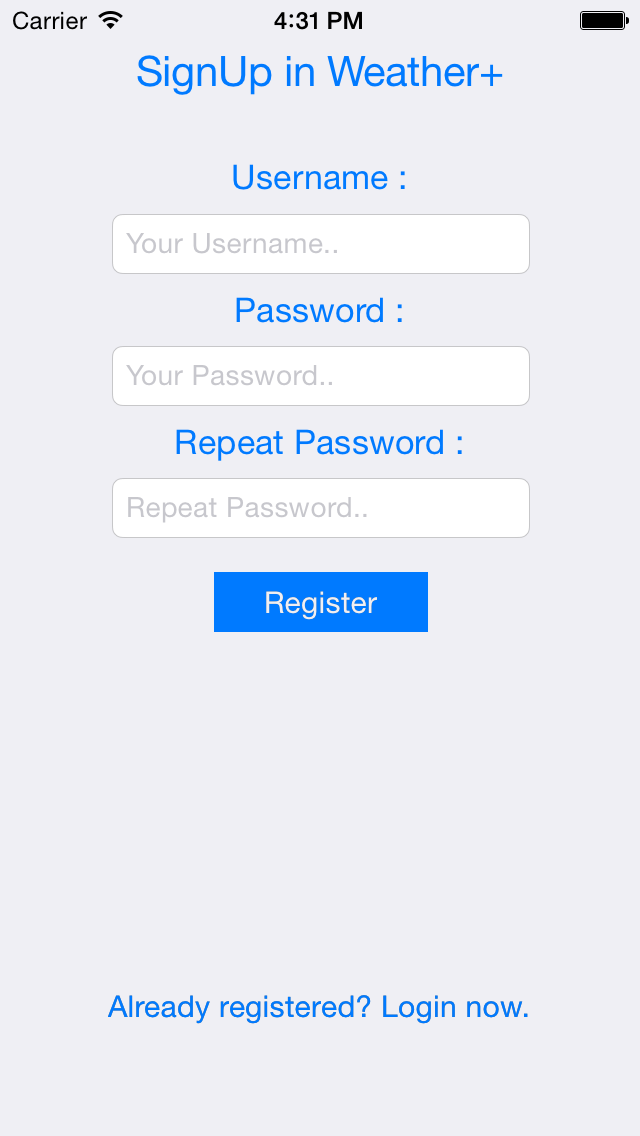 Carrier 4:31 PM
SignUp in Weather+
Username :
Your Username..
Password :
Your Password..
Repeat Password :
Repeat Password..
Register
Already registered? Login now.